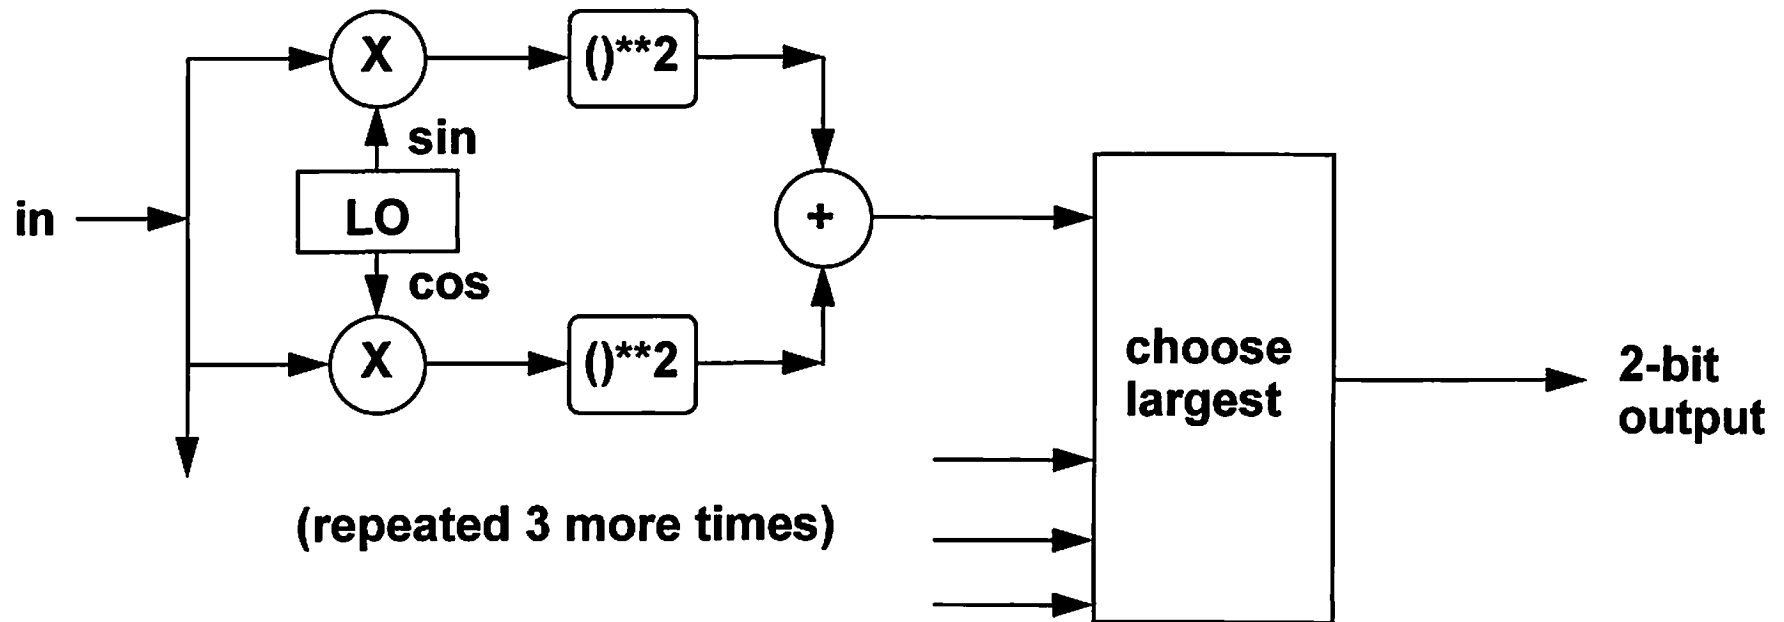 X
()**2
sin
in
LO
+
cos
X
()**2
choose
largest
2-bit
output
(repeated 3 more times)